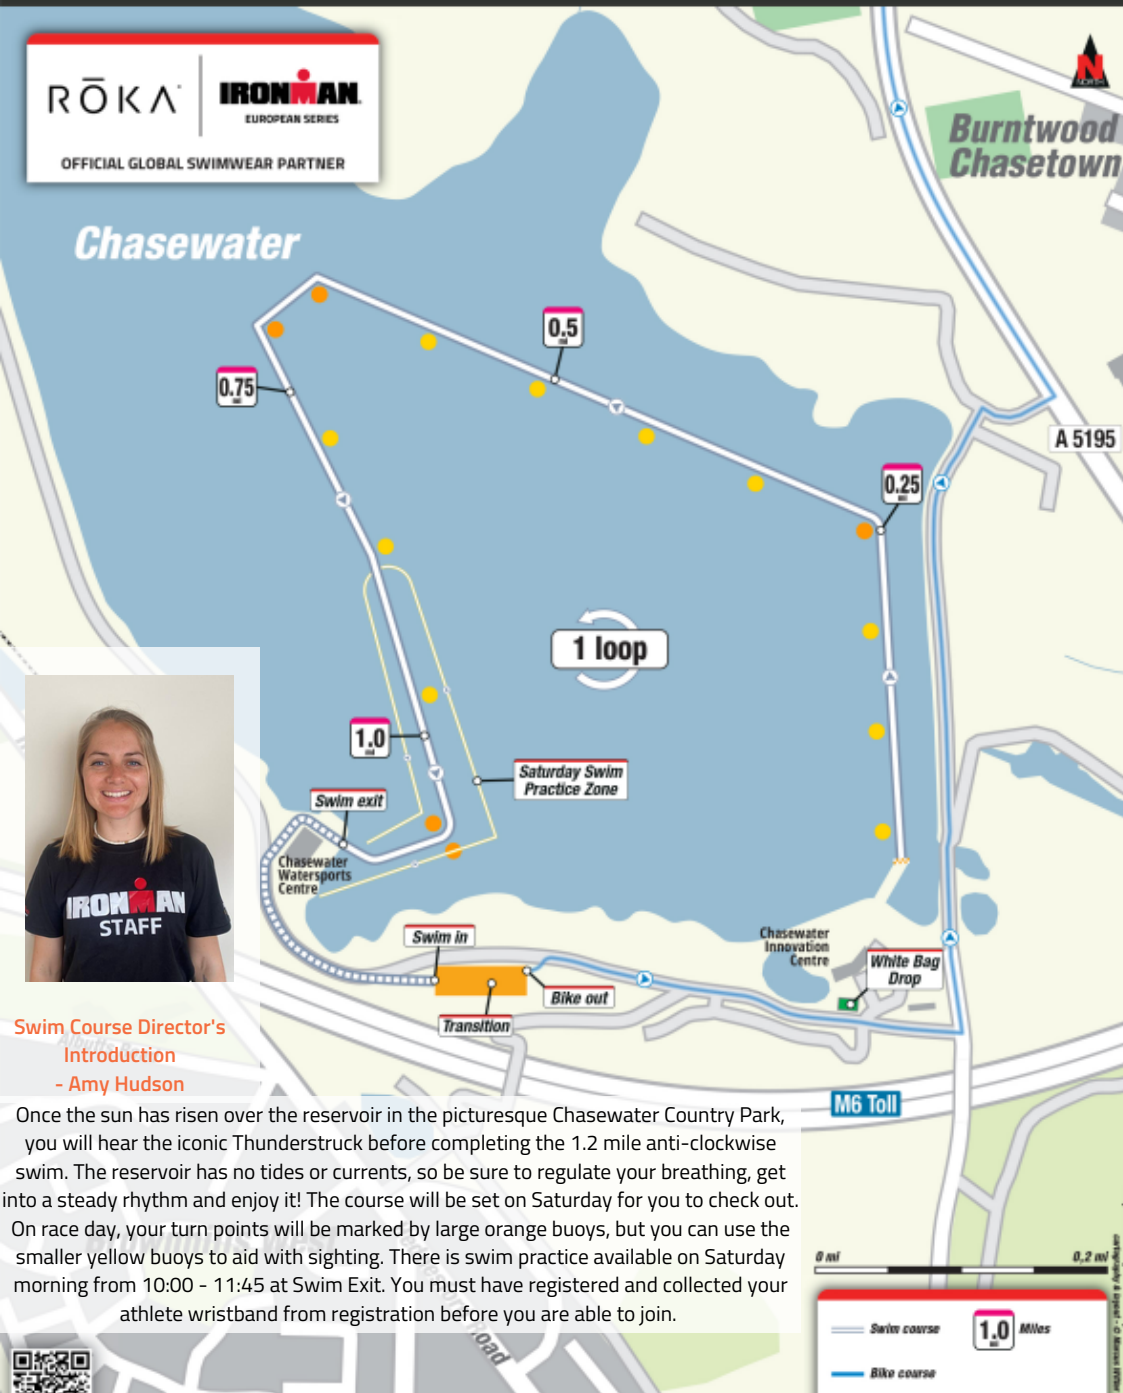 RŌKA
IRONMAN
EUROPEAN SERIES
OFFICIAL GLOBAL SWIMWEAR PARTNER
NORTH
Burntwood
Chasetown
Chasewater
0.5
mi
0.75
mi
A 5195
0.25
mi
1 loop
1.0
mi
Saturday Swim
Practice Zone
Swim exit
Chasewater
Watersports
Centre
IRONMAN
STAFF
Swim in
Chasewater
Innovation
Centre
White Bag
Drop
Bike out
Transition
Swim Course Director's
Introduction
- Amy Hudson
M6 Toll
Once the sun has risen over the reservoir in the picturesque Chasewater Country Park,
you will hear the iconic Thunderstruck before completing the 1.2 mile anti-clockwise
swim. The reservoir has no tides or currents, so be sure to regulate your breathing, get
into a steady rhythm and enjoy it! The course will be set on Saturday for you to check out.
On race day, your turn points will be marked by large orange buoys, but you can use the
smaller yellow buoys to aid with sighting. There is swim practice available on Saturday
morning from 10:00 - 11:45 at Swim Exit. You must have registered and collected your
athlete wristband from registration before you are able to join.
Brownhills West
Road
0 mi
0,2 mi
Swim course
1.0
mi
Miles
Bike course